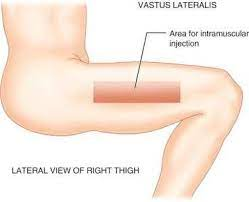 VASTUS LATERALIS
Area for intramuscular
injection
LATERAL VIEW OF RIGHT THIGH